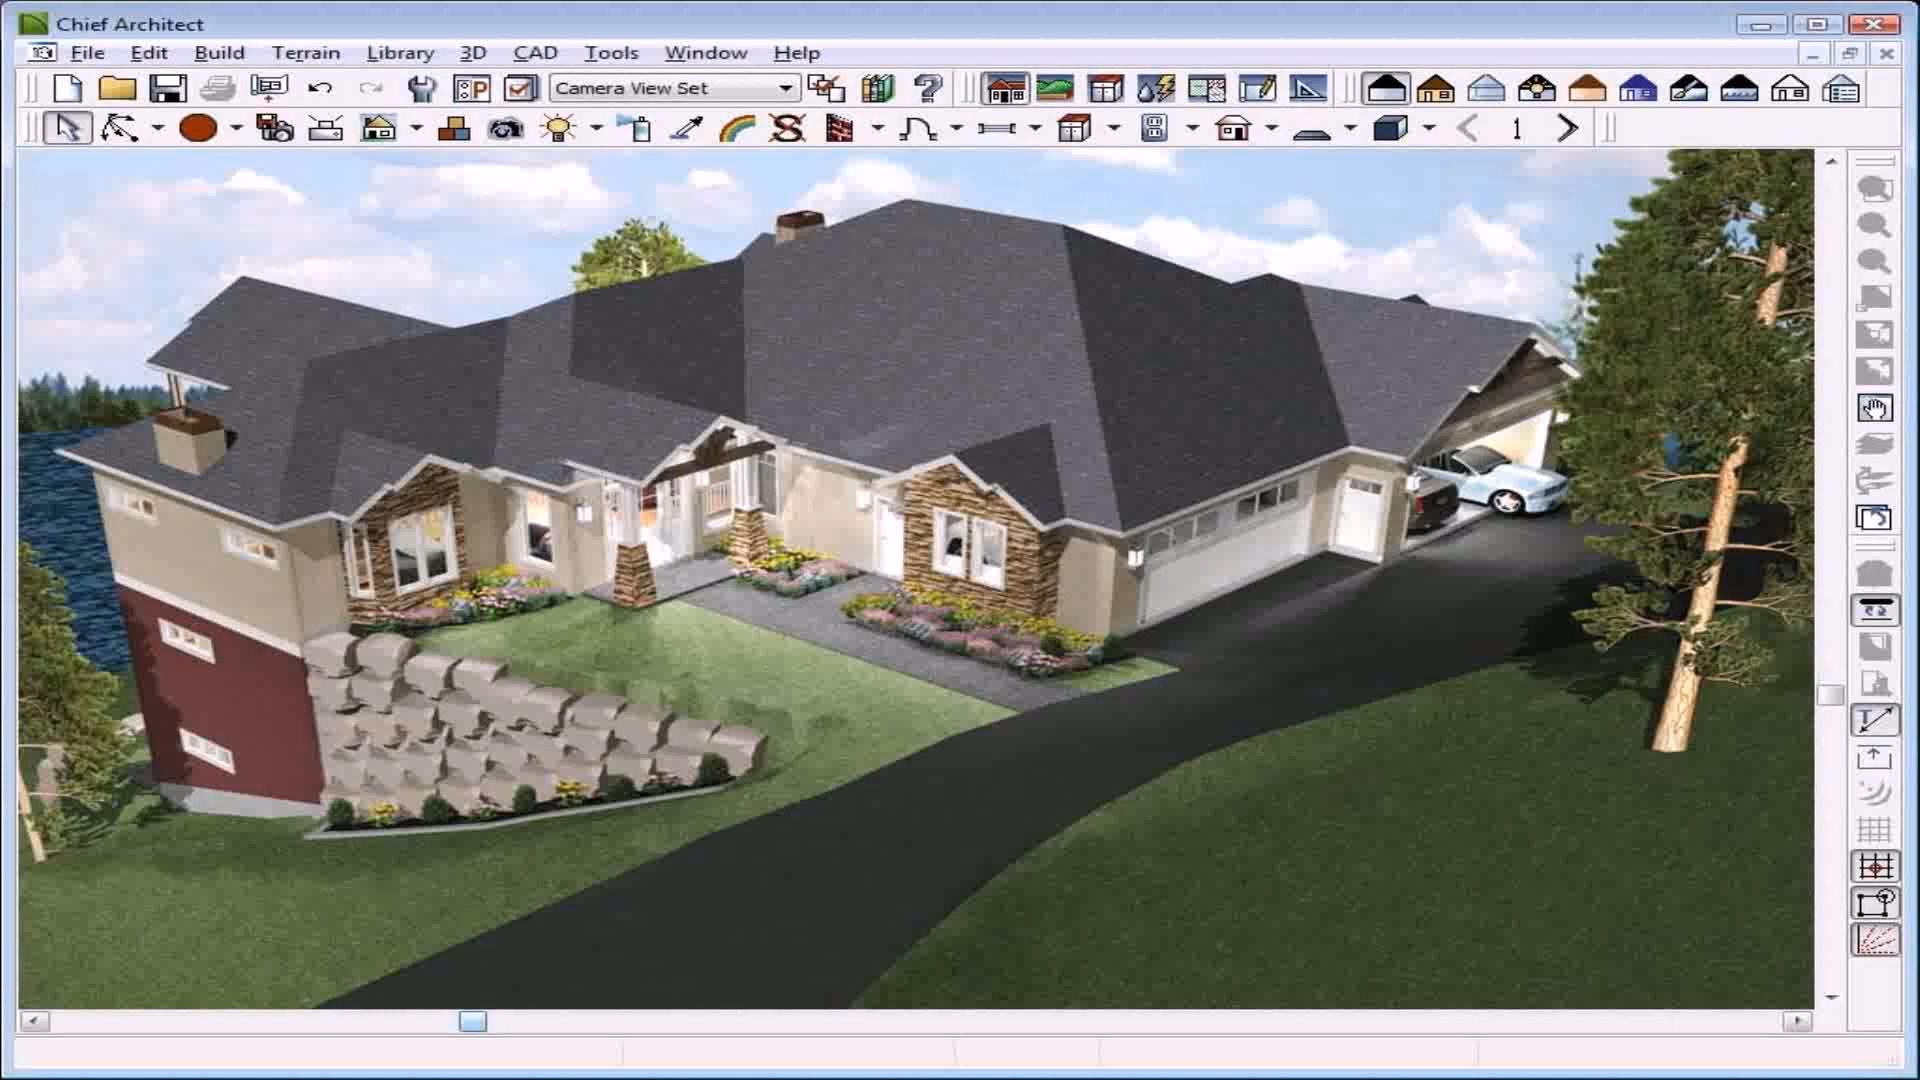 Chief Architect
File Edit Build Terrain Library 3D CAD Tools Window Help
P Camera View Set ?
1
T